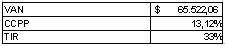 VAN $ 65.522,06
CCPP 13,12%
TIR 33%